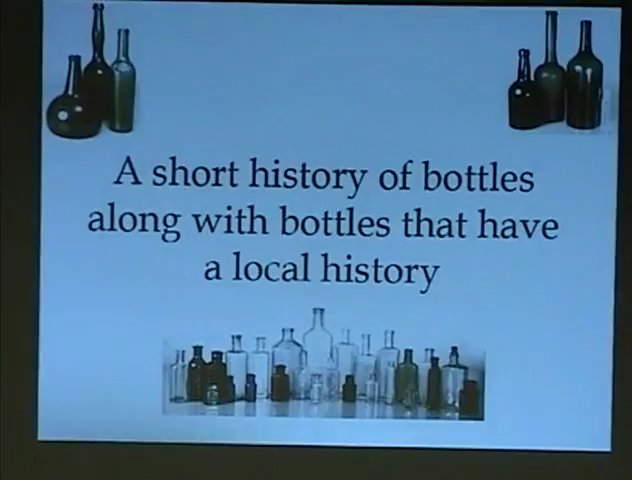 A short history of bottles
along with bottles that have
a local history